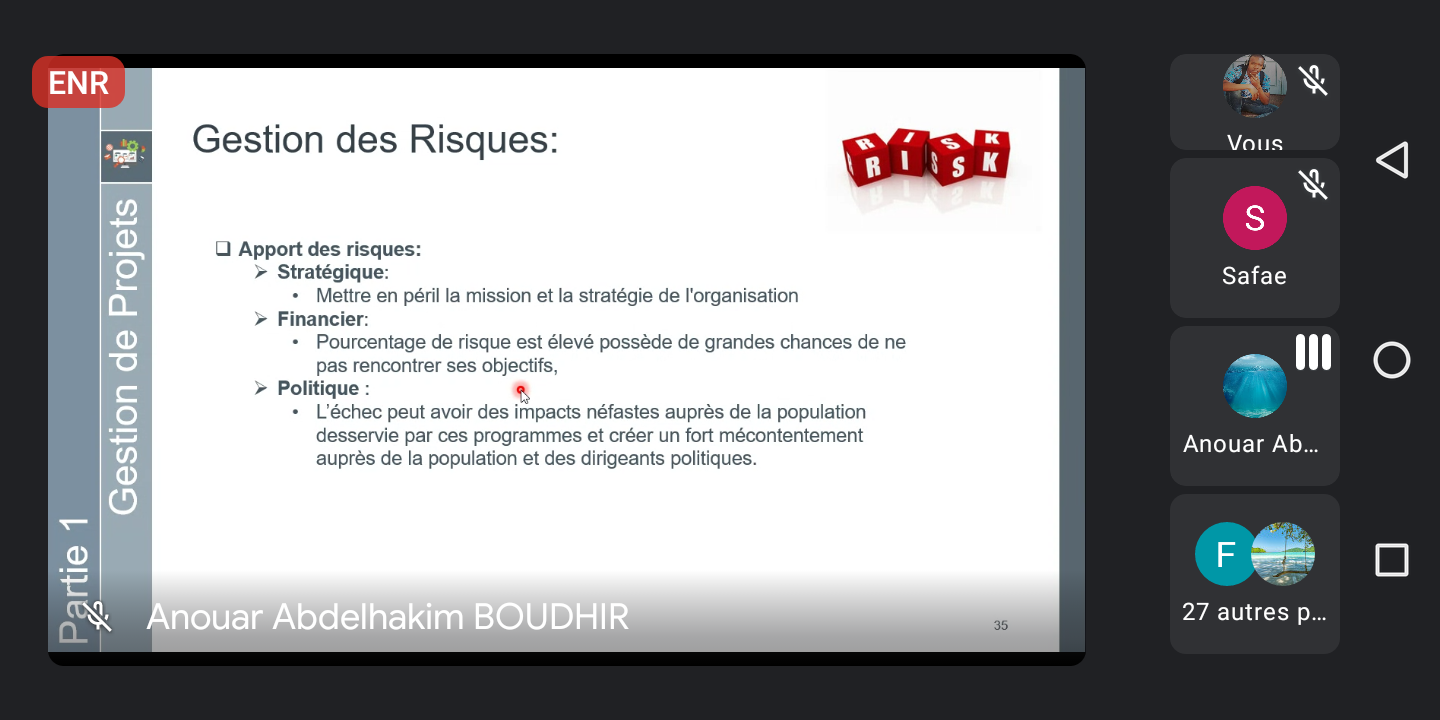 ENR
Gestion des Risques:
RISK
RISK
Partie 1
Gestion de Projets
❑ Apport des risques:
➢ Stratégique:
• Mettre en péril la mission et la stratégie de l'organisation
➢ Financier:
• Pourcentage de risque est élevé possède de grandes chances de ne
pas rencontrer ses objectifs,
➢ Politique :
• L'échec peut avoir des impacts néfastes auprès de la population
desservie par ces programmes et créer un fort mécontentement
auprès de la population et des dirigeants politiques.
Anouar Abdelhakim BOUDHIR
35
Vous
S
Safae
Anouar Ab...
F
27 autres p...